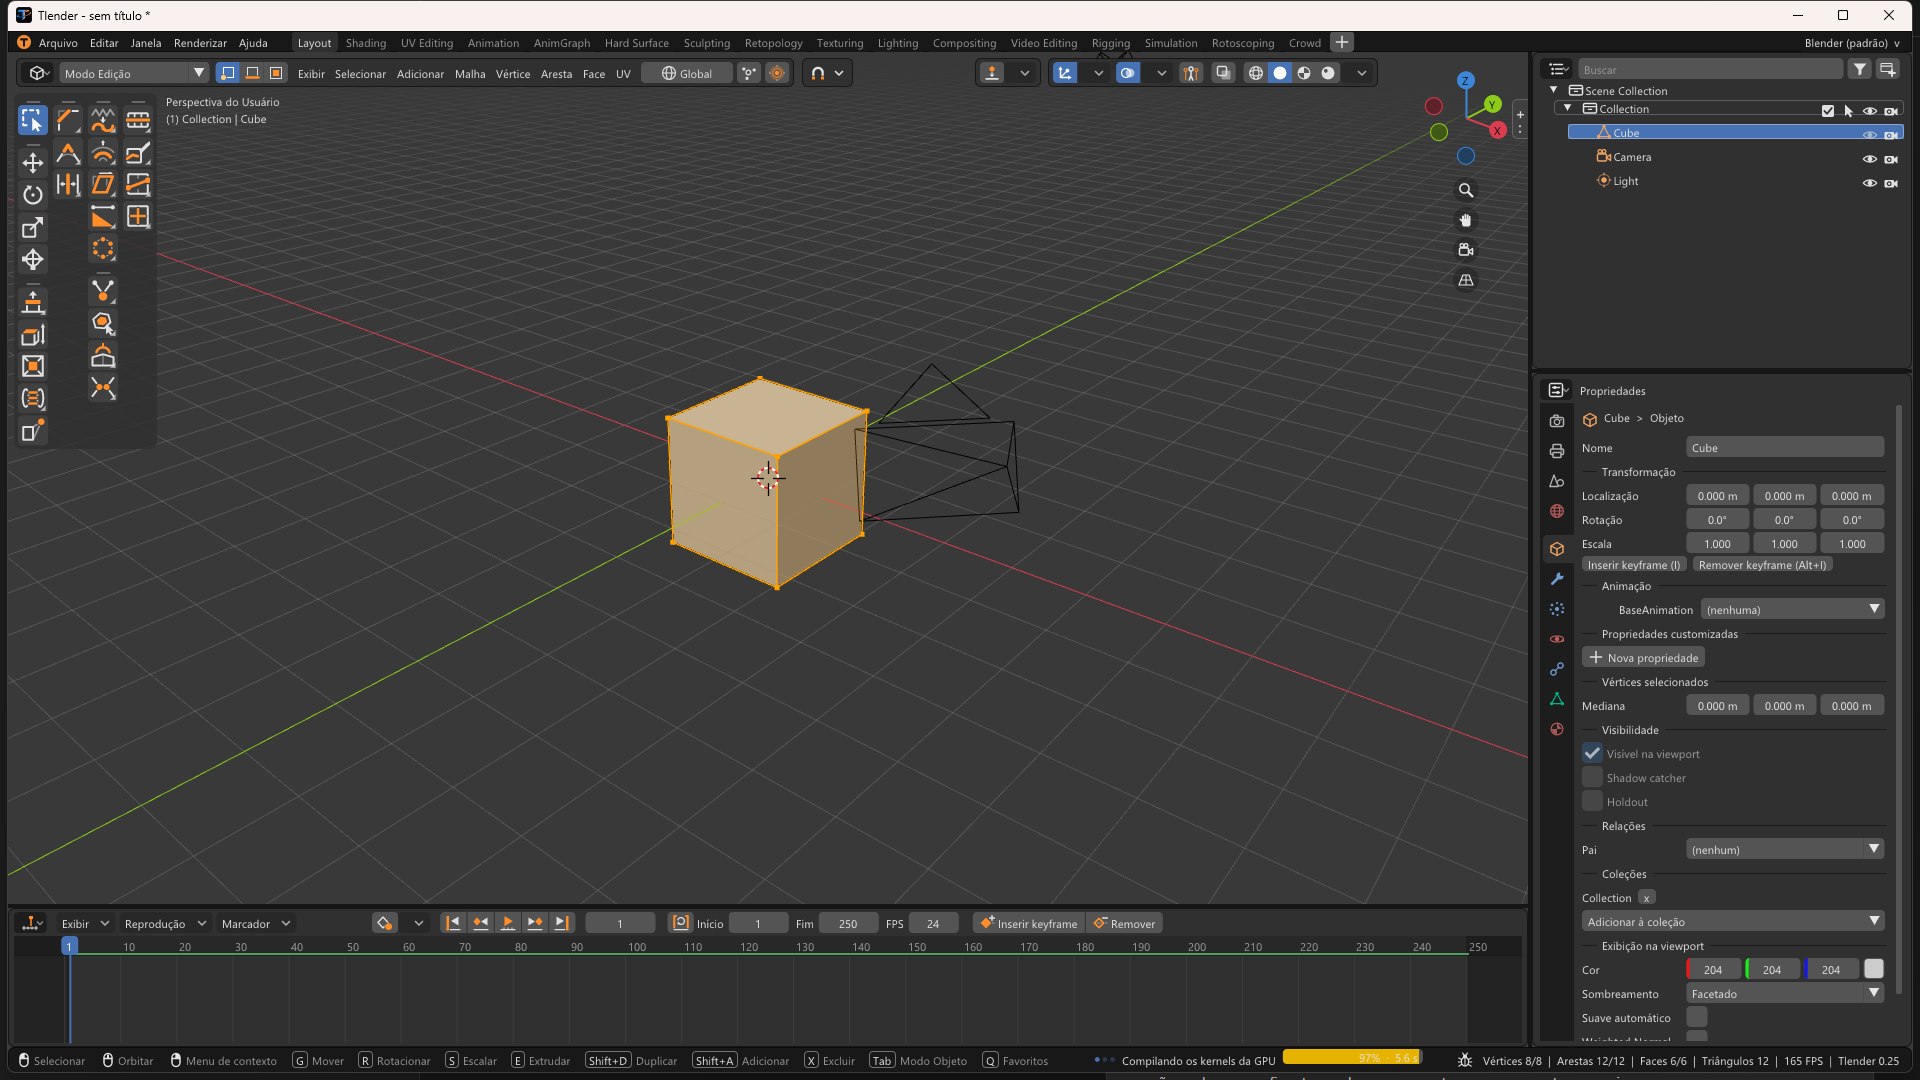 Tlender - sem título *
Arquivo Editar Janela Renderizar Ajuda Layout Shading UV Editing Animation AnimGraph Hard Surface Sculpting Retopology Texturing Lighting Compositing Video Editing Rigging Simulation Rotoscoping Crowd + Blender (padrão) v
Modo Edição Exibir Selecionar Adicionar Malha Vértice Aresta Face UV Global
Perspectiva do Usuário
(1) Collection | Cube
Z
Y
X
Buscar
Scene Collection
Collection
Cube
Camera
Light
Propriedades
Cube > Objeto
Nome Cube
Transformação
Localização 0.000 m 0.000 m 0.000 m
Rotação 0.0° 0.0° 0.0°
Escala 1.000 1.000 1.000
Inserir keyframe (I) Remover keyframe (Alt+I)
Animação
BaseAnimation (nenhuma)
Propriedades customizadas
Nova propriedade
Vértices selecionados
Mediana 0.000 m 0.000 m 0.000 m
Visibilidade
Visível na viewport
Shadow catcher
Holdout
Relações
Pai (nenhum)
Coleções
Collection x
Adicionar à coleção
Exibição na viewport
Cor 204 204 204
Sombreamento Facetado
Suave automático
Exibir Reprodução Marcador 1 Início 1 Fim 250 FPS 24 Inserir keyframe Remover
1 10 20 30 40 50 60 70 80 90 100 110 120 130 140 150 160 170 180 190 200 210 220 230 240 250
Selecionar Orbitar Menu de contexto G Mover R Rotacionar S Escalar E Extrudar Shift+D Duplicar Shift+A Adicionar X Excluir Tab Modo Objeto Q Favoritos Compilando os kernels da GPU 97% · 5.6 s Vértices 8/8 | Arestas 12/12 | Faces 6/6 | Triângulos 12 | 165 FPS | Tlender 0.25